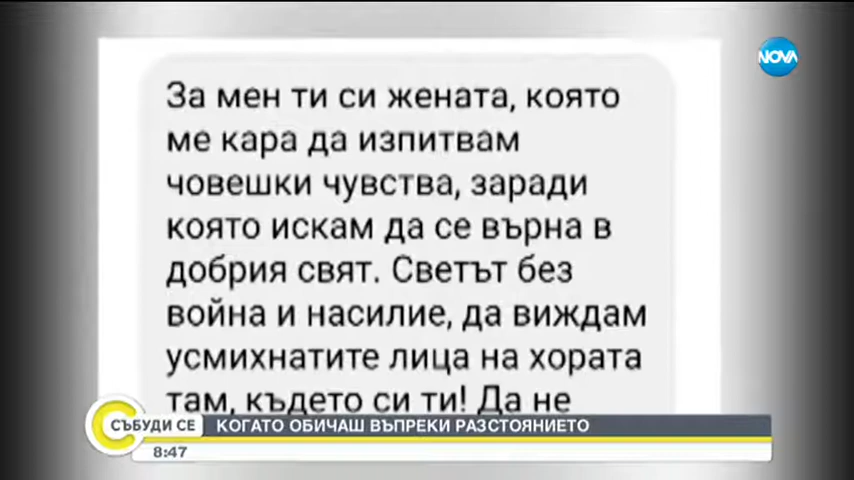 NOVA
За мен ти си жената, която
ме кара да изпитвам
човешки чувства, заради
която искам да се върна в
добрия свят. Светът без
война и насилие, да виждам
усмихнатите лица на хората
там, където си ти! Да не
СЪБУДИ СЕ
КОГАТО ОБИЧАШ ВЪПРЕКИ РАЗСТОЯНИЕТО
8:47